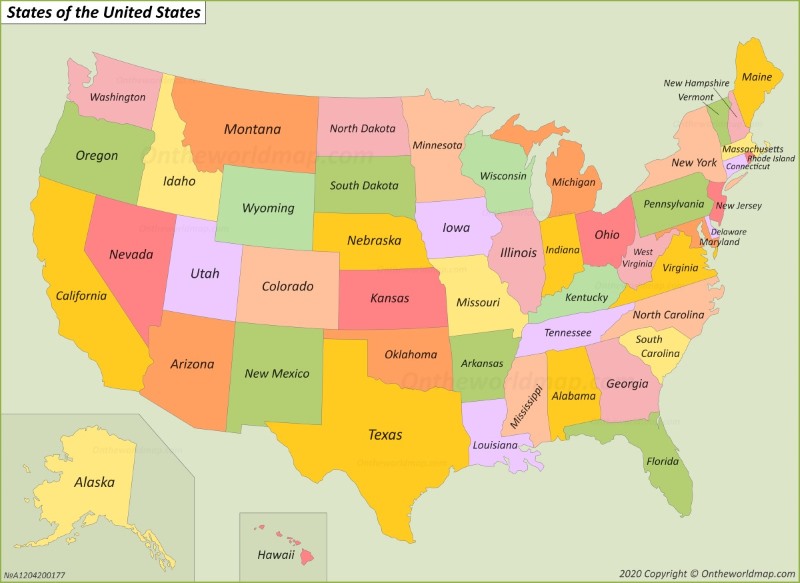 States of the United States
Washington
Oregon
Idaho
Montana
North Dakota
Minnesota
Wisconsin
Michigan
New Hampshire
Vermont
Maine
Massachusetts
Rhode Island
Connecticut
New York
South Dakota
Wyoming
Nevada
Utah
California
Colorado
Nebraska
Iowa
Illinois
Indiana
Ohio
Pennsylvania
New Jersey
Delaware
Maryland
West
Virginia
Virginia
Kansas
Missouri
Kentucky
North Carolina
Tennessee
South
Carolina
Arizona
New Mexico
Oklahoma
Arkansas
Mississippi
Alabama
Georgia
Texas
Louisiana
Florida
Alaska
Hawaii
Ontheworldmap.com
Ontheworldmap.com
№A1204200177
2020 Copyright © Ontheworldmap.com